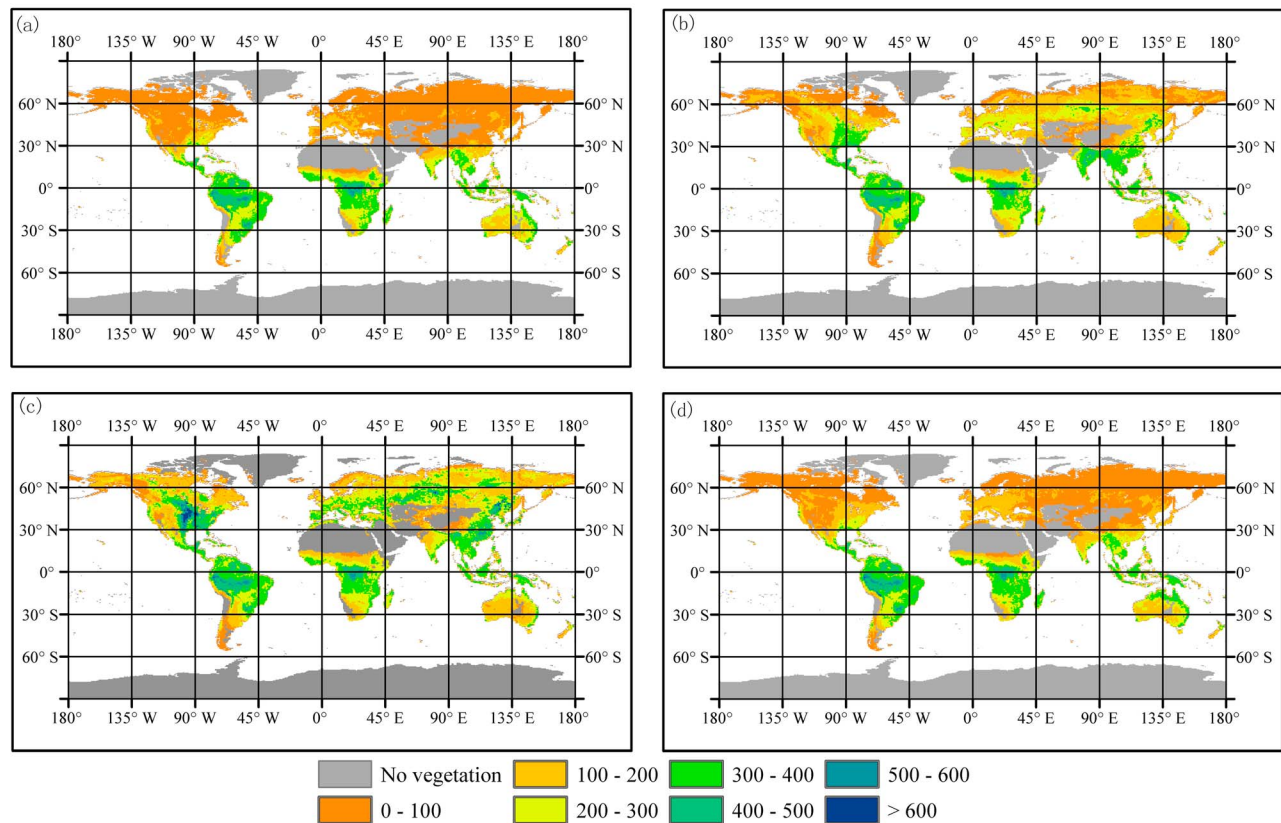 (a)
180° 135° W 90° W 45° W 0° 45° E 90° E 135° E 180°
60° N 60° N
30° N 30° N
0° 0°
30° S 30° S
60° S 60° S
180° 135° W 90° W 45° W 0° 45° E 90° E 135° E 180°
(b)
180° 135° W 90° W 45° W 0° 45° E 90° E 135° E 180°
60° N 60° N
30° N 30° N
0° 0°
30° S 30° S
60° S 60° S
180° 135° W 90° W 45° W 0° 45° E 90° E 135° E 180°
(c)
180° 135° W 90° W 45° W 0° 45° E 90° E 135° E 180°
60° N 60° N
30° N 30° N
0° 0°
30° S 30° S
60° S 60° S
180° 135° W 90° W 45° W 0° 45° E 90° E 135° E 180°
(d)
180° 135° W 90° W 45° W 0° 45° E 90° E 135° E 180°
60° N 60° N
30° N 30° N
0° 0°
30° S 30° S
60° S 60° S
180° 135° W 90° W 45° W 0° 45° E 90° E 135° E 180°
No vegetation 100 - 200 300 - 400 500 - 600
0 - 100 200 - 300 400 - 500 > 600